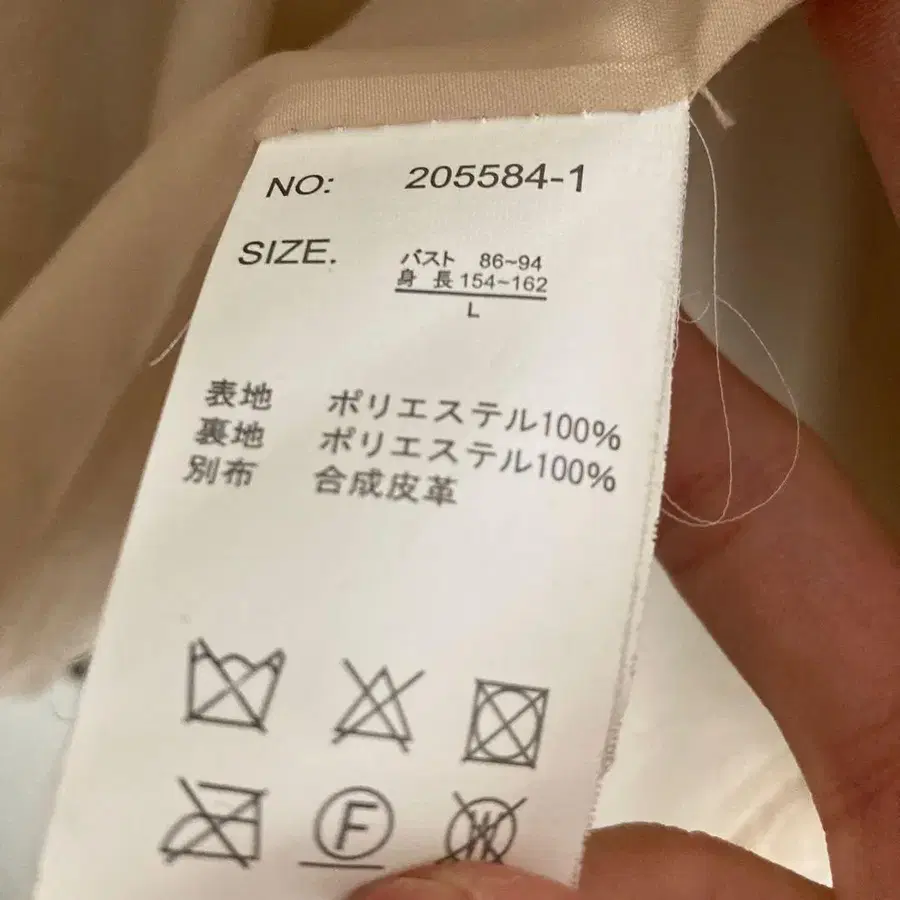 NO: 205584-1
SIZE. バスト 86~94
身 長 154~162
L
表地 ポリエステル100%
裏地 ポリエステル100%
別布 合成皮革
F
W